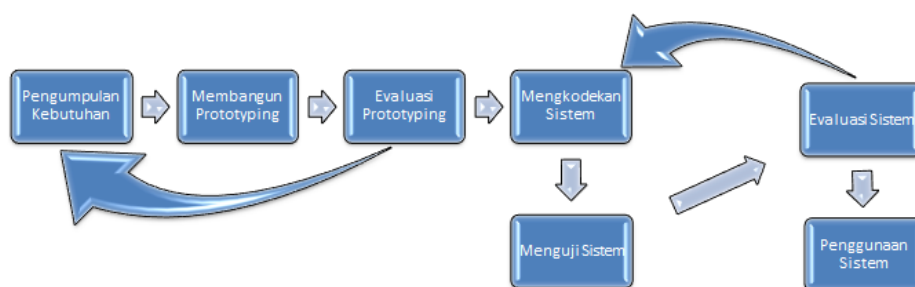 Pengumpulan
Kebutuhan
Membangun
Prototyping
Evaluasi
Prototyping
Mengkodekan
Sistem
Menguji Sistem
Evaluasi Sistem
Penggunaan
Sistem